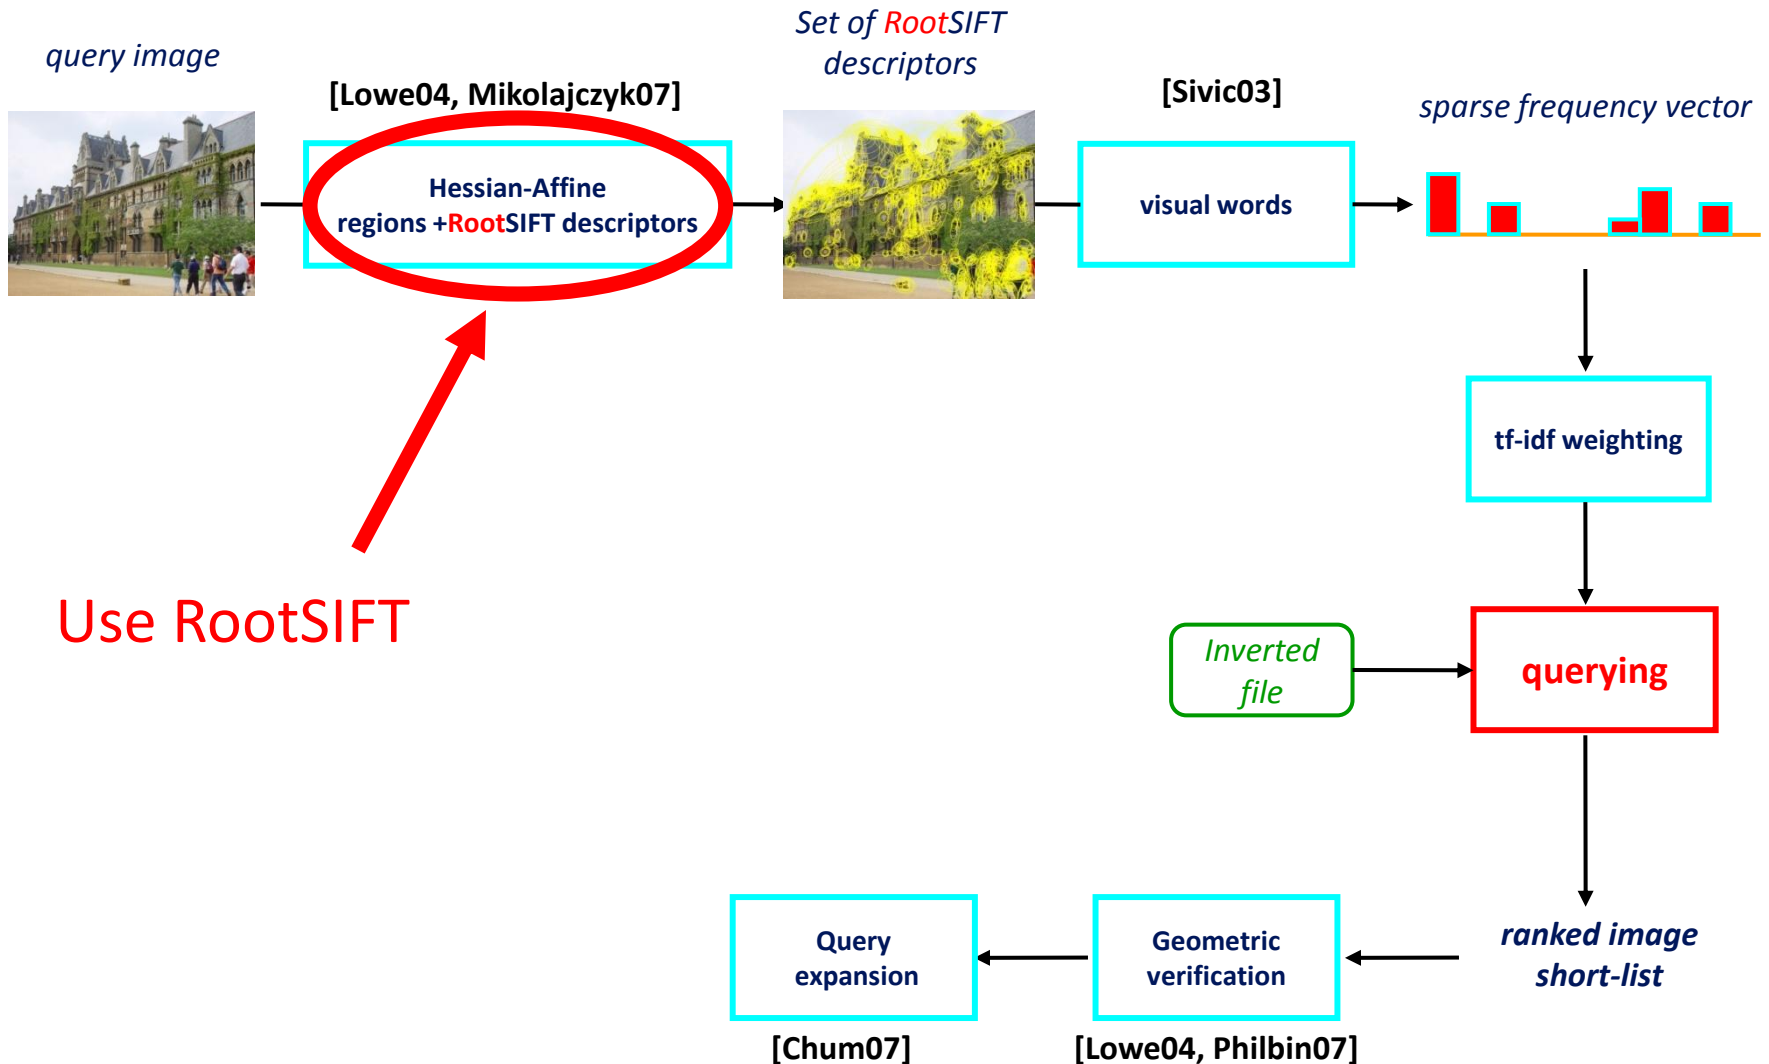 query image
[Lowe04, Mikolajczyk07]
Set of RootSIFT
descriptors
[Sivic03]
sparse frequency vector
Hessian-Affine
regions +RootSIFT descriptors
visual words
tf-idf weighting
Use RootSIFT
Inverted
file
querying
ranked image
short-list
Geometric
verification
[Lowe04, Philbin07]
Query
expansion
[Chum07]